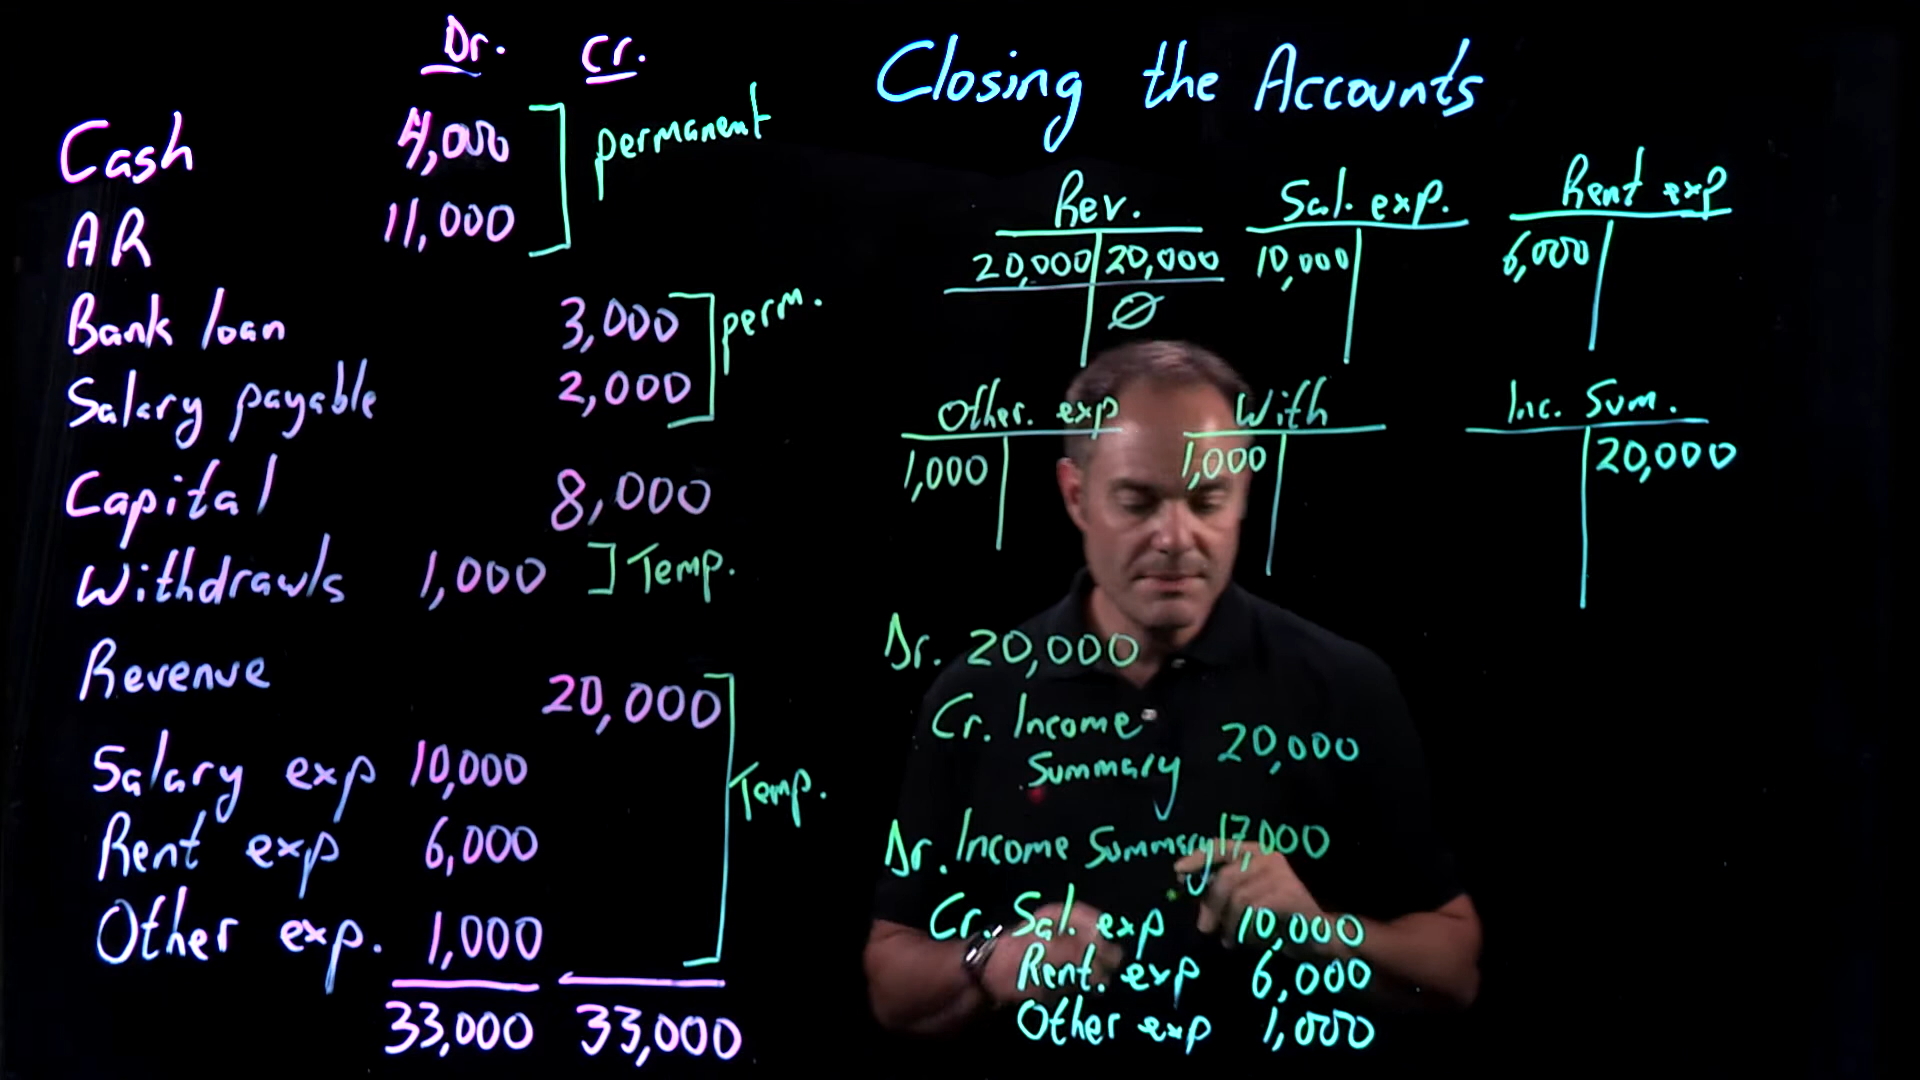 Dr. Cr.
Cash 4,000
AR 11,000
permanent
Bank loan 3,000
Salary payable 2,000
perm.
Capital 8,000
Withdrawls 1,000 Temp.
Revenue 20,000
Salary exp 10,000
Rent exp 6,000
Other exp. 1,000
Temp.
33,000 33,000
Closing the Accounts
Rev. Sal. exp. Rent exp
20,000 20,000 10,000 6,000
Ø
Other. exp With Inc. Sum.
1,000 1,000 20,000
Dr. 20,000
Cr. Income
Summary 20,000
Dr. Income Summary 17,000
Cr. Sal. exp 10,000
Rent. exp 6,000
Other exp 1,000